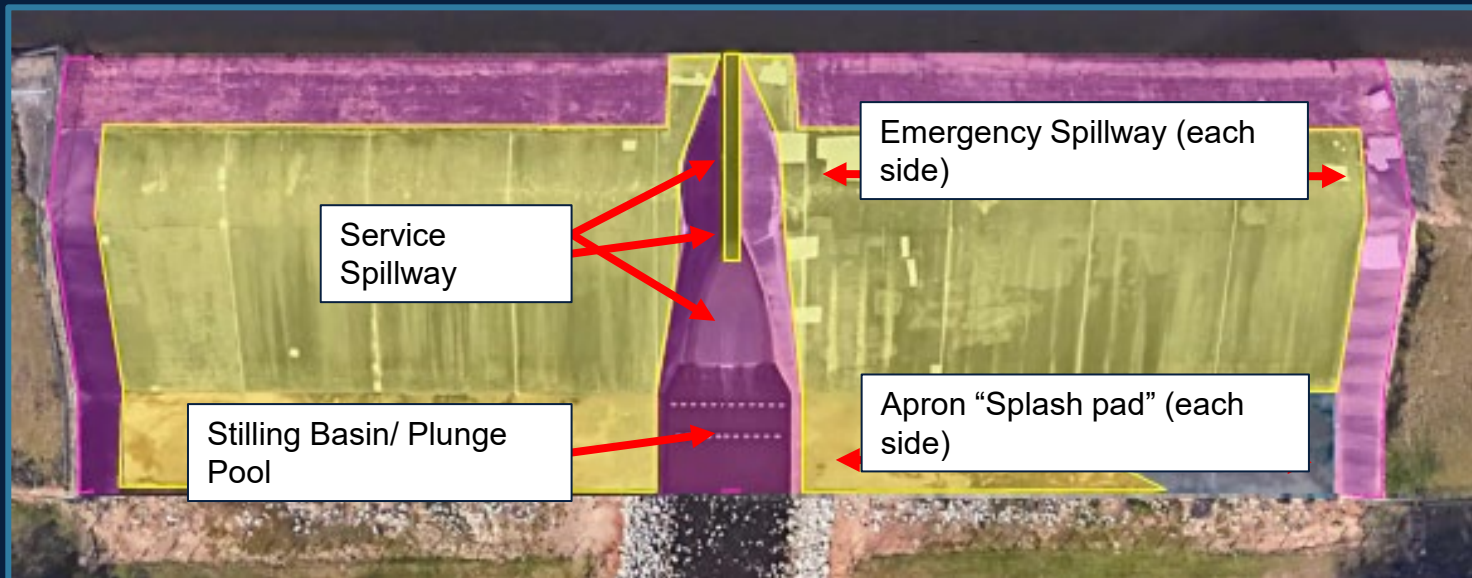 Emergency Spillway (each
side)
Service
Spillway
Apron “Splash pad” (each
side)
Stilling Basin/ Plunge
Pool